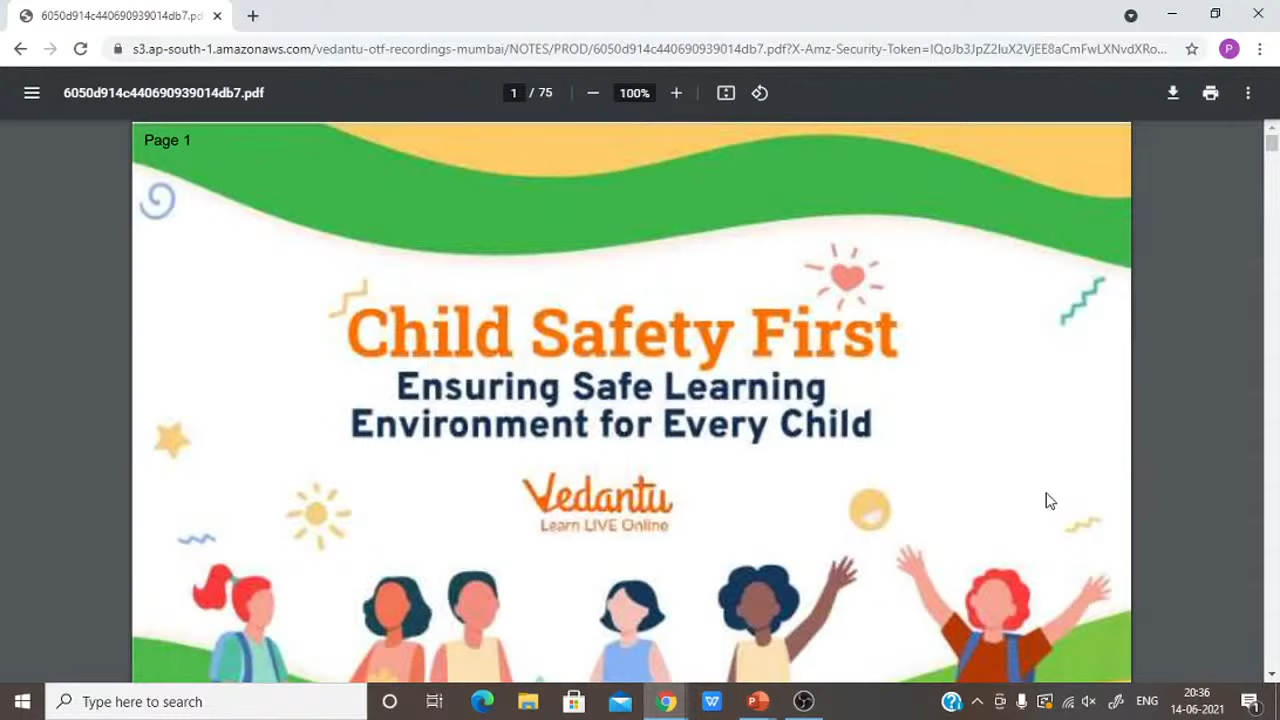 6050d914c440690939014db7.pd
s3.ap-south-1.amazonaws.com/vedantu-otf-recordings-mumbai/NOTES/PROD/6050d914c440690939014db7.pdf?X-Amz-Security-Token=IQoJb3JpZ2luX2VjEE8aCmFwLXNvdXRo...
P
6050d914c440690939014db7.pdf
1 / 75
100%
Page 1
Child Safety First
Ensuring Safe Learning
Environment for Every Child
Vedantu
Learn LIVE Online
Type here to search
ENG
20:36
14-06-2021
1